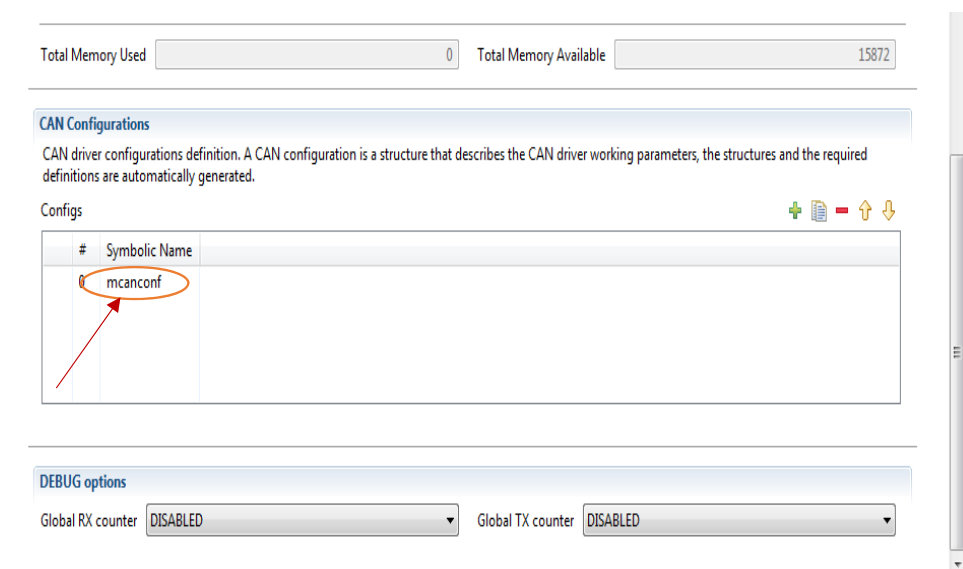 Total Memory Used 0 Total Memory Available 15872
CAN Configurations
CAN driver configurations definition. A CAN configuration is a structure that describes the CAN driver working parameters, the structures and the required
definitions are automatically generated.
Configs
# Symbolic Name
0 mcanconf
DEBUG options
Global RX counter DISABLED Global TX counter DISABLED